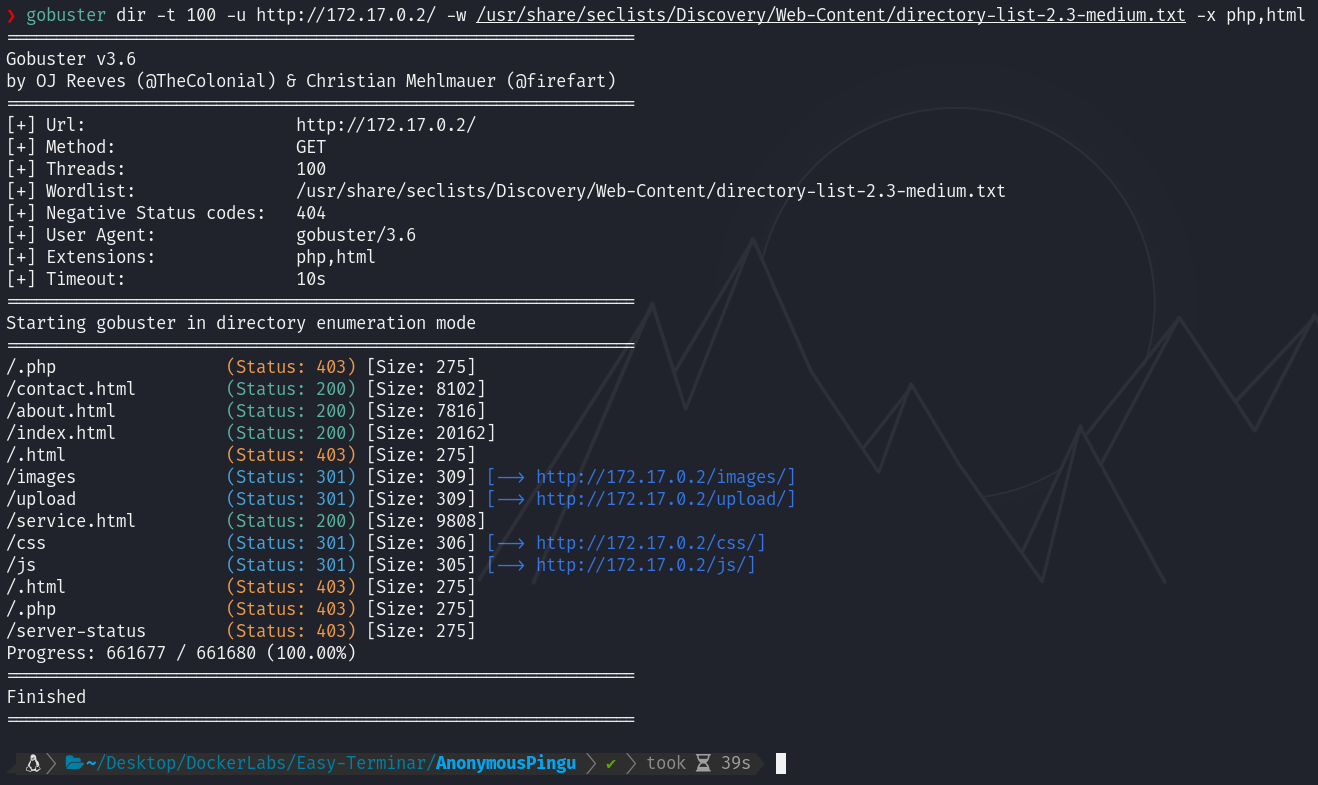 ❯ gobuster dir -t 100 -u http://172.17.0.2/ -w /usr/share/seclists/Discovery/Web-Content/directory-list-2.3-medium.txt -x php,html
===============================================================
Gobuster v3.6
by OJ Reeves (@TheColonial) & Christian Mehlmauer (@firefart)
===============================================================
[+] Url:                     http://172.17.0.2/
[+] Method:                  GET
[+] Threads:                 100
[+] Wordlist:                /usr/share/seclists/Discovery/Web-Content/directory-list-2.3-medium.txt
[+] Negative Status codes:   404
[+] User Agent:              gobuster/3.6
[+] Extensions:              php,html
[+] Timeout:                 10s
===============================================================
Starting gobuster in directory enumeration mode
===============================================================
/.php                 (Status: 403) [Size: 275]
/contact.html         (Status: 200) [Size: 8102]
/about.html           (Status: 200) [Size: 7816]
/index.html           (Status: 200) [Size: 20162]
/.html                (Status: 403) [Size: 275]
/images               (Status: 301) [Size: 309] [--> http://172.17.0.2/images/]
/upload               (Status: 301) [Size: 309] [--> http://172.17.0.2/upload/]
/service.html         (Status: 200) [Size: 9808]
/css                  (Status: 301) [Size: 306] [--> http://172.17.0.2/css/]
/js                   (Status: 301) [Size: 305] [--> http://172.17.0.2/js/]
/.html                (Status: 403) [Size: 275]
/.php                 (Status: 403) [Size: 275]
/server-status        (Status: 403) [Size: 275]
Progress: 661677 / 661680 (100.00%)
===============================================================
Finished
===============================================================
~/Desktop/DockerLabs/Easy-Terminar/AnonymousPingu ✔ took 39s